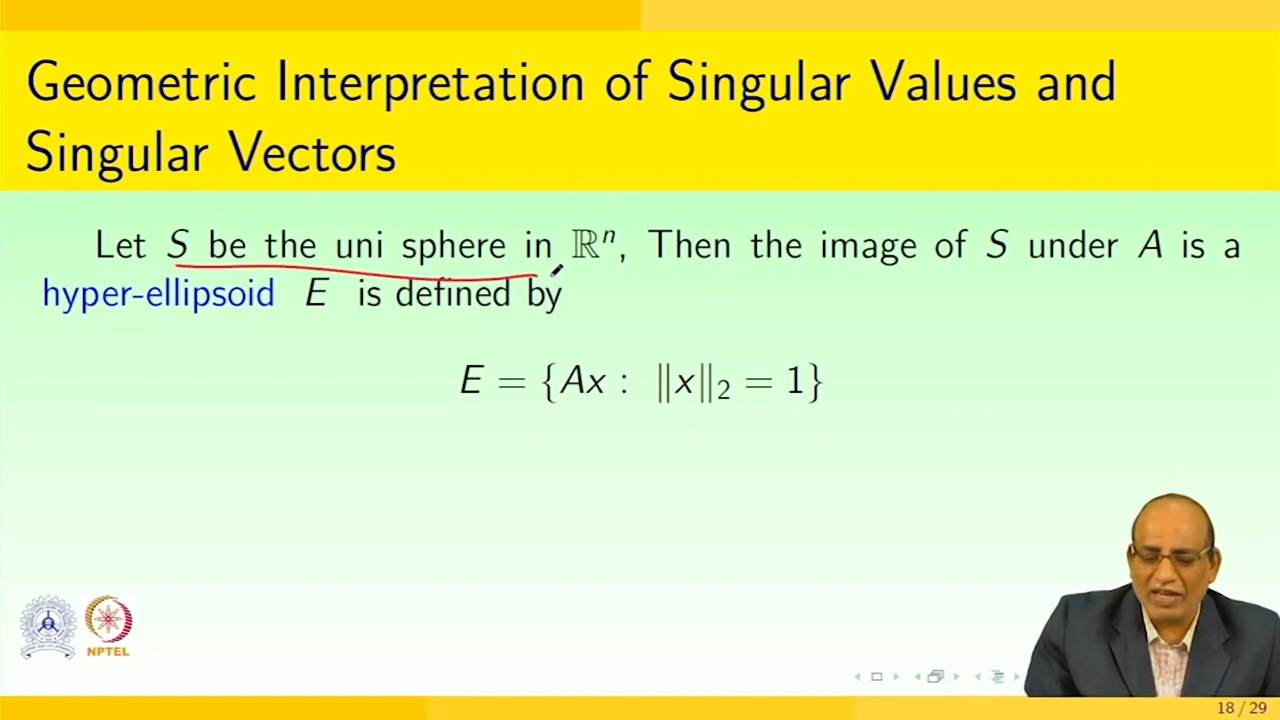 Geometric Interpretation of Singular Values and
Singular Vectors
Let S be the uni sphere in ℝⁿ, Then the image of S under A is a
hyper-ellipsoid E is defined by
E = {Ax : ‖x‖₂ = 1}
NPTEL
18 / 29